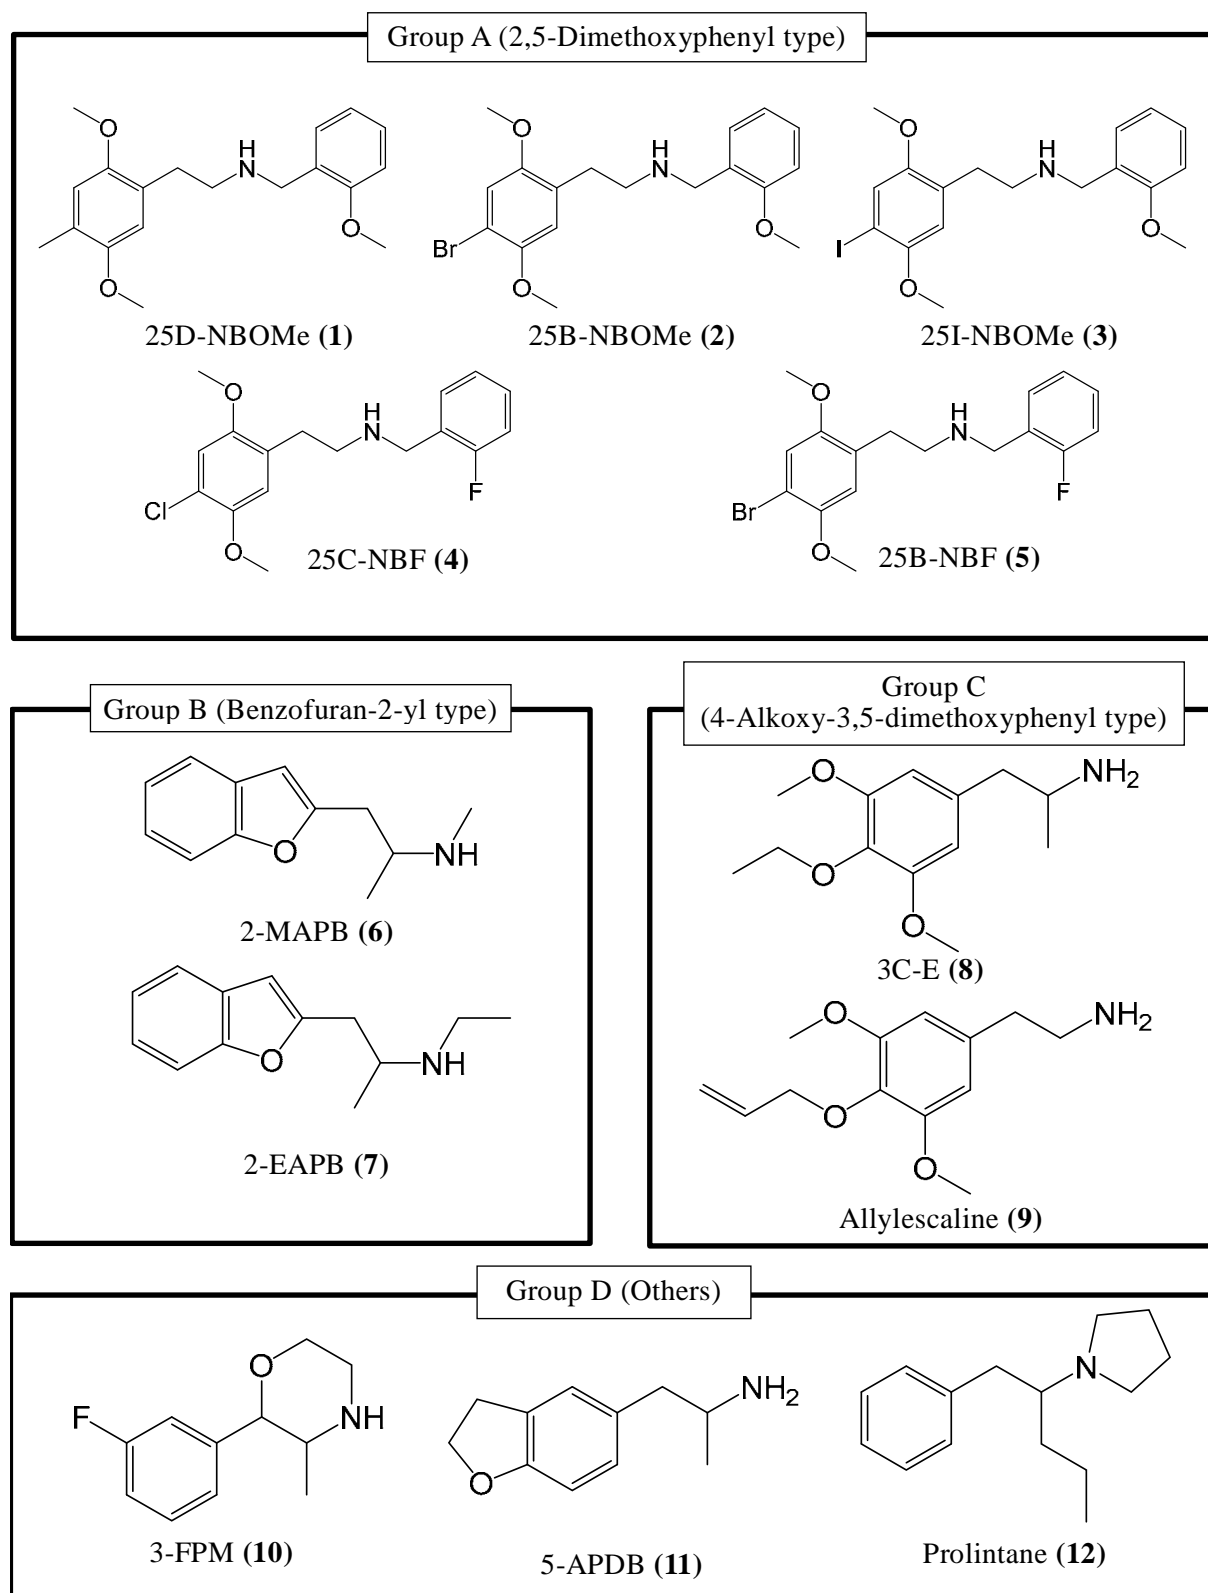 Group A (2,5-Dimethoxyphenyl type)
O
H
N
O
O
25D-NBOMe (1)
O
H
N
Br
O
O
25B-NBOMe (2)
O
H
N
I
O
O
25I-NBOMe (3)
O
H
N
Cl
F
O
25C-NBF (4)
O
H
N
Br
F
O
25B-NBF (5)
Group B (Benzofuran-2-yl type)
O
NH
2-MAPB (6)
O
NH
2-EAPB (7)
Group C
(4-Alkoxy-3,5-dimethoxyphenyl type)
O
NH2
O
O
3C-E (8)
O
NH2
O
O
Allylescaline (9)
Group D (Others)
O
F
NH
3-FPM (10)
NH2
O
5-APDB (11)
N
Prolintane (12)